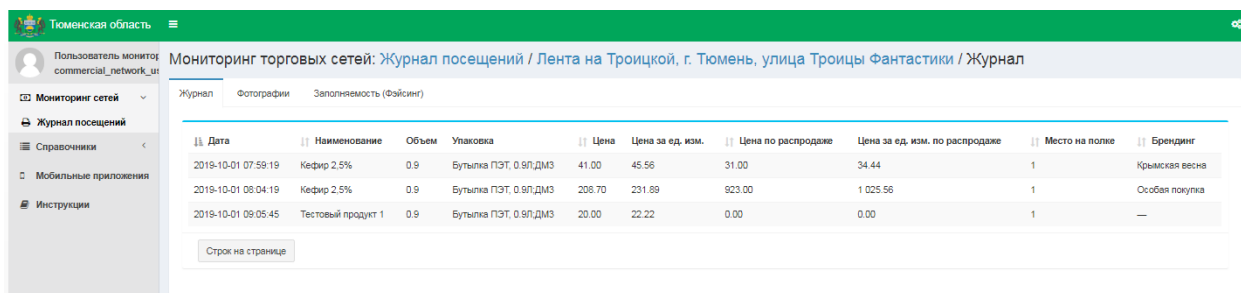 Тюменская область
Пользователь монитор
commercial_network_u
Мониторинг сетей
Журнал посещений
Справочники
Мобильные приложения
Инструкции
Мониторинг торговых сетей: Журнал посещений / Лента на Троицкой, г. Тюмень, улица Троицы Фантастики / Журнал
Журнал Фотографии Заполняемость (Фэйсинг)
Дата Наименование Объем Упаковка Цена Цена за ед. изм. Цена по распродаже Цена за ед. изм. по распродаже Место на полке Брендинг
2019-10-01 07:59:19 Кефир 2,5% 0.9 Бутылка ПЭТ, 0.9Л;ДМЗ 41.00 45.56 31.00 34.44 1 Крымская весна
2019-10-01 08:04:19 Кефир 2,5% 0.9 Бутылка ПЭТ, 0.9Л;ДМЗ 208.70 231.89 923.00 1 025.56 1 Особая покупка
2019-10-01 09:05:45 Тестовый продукт 1 0.9 Бутылка ПЭТ, 0.9Л;ДМЗ 20.00 22.22 0.00 0.00 1 —
Строк на странице